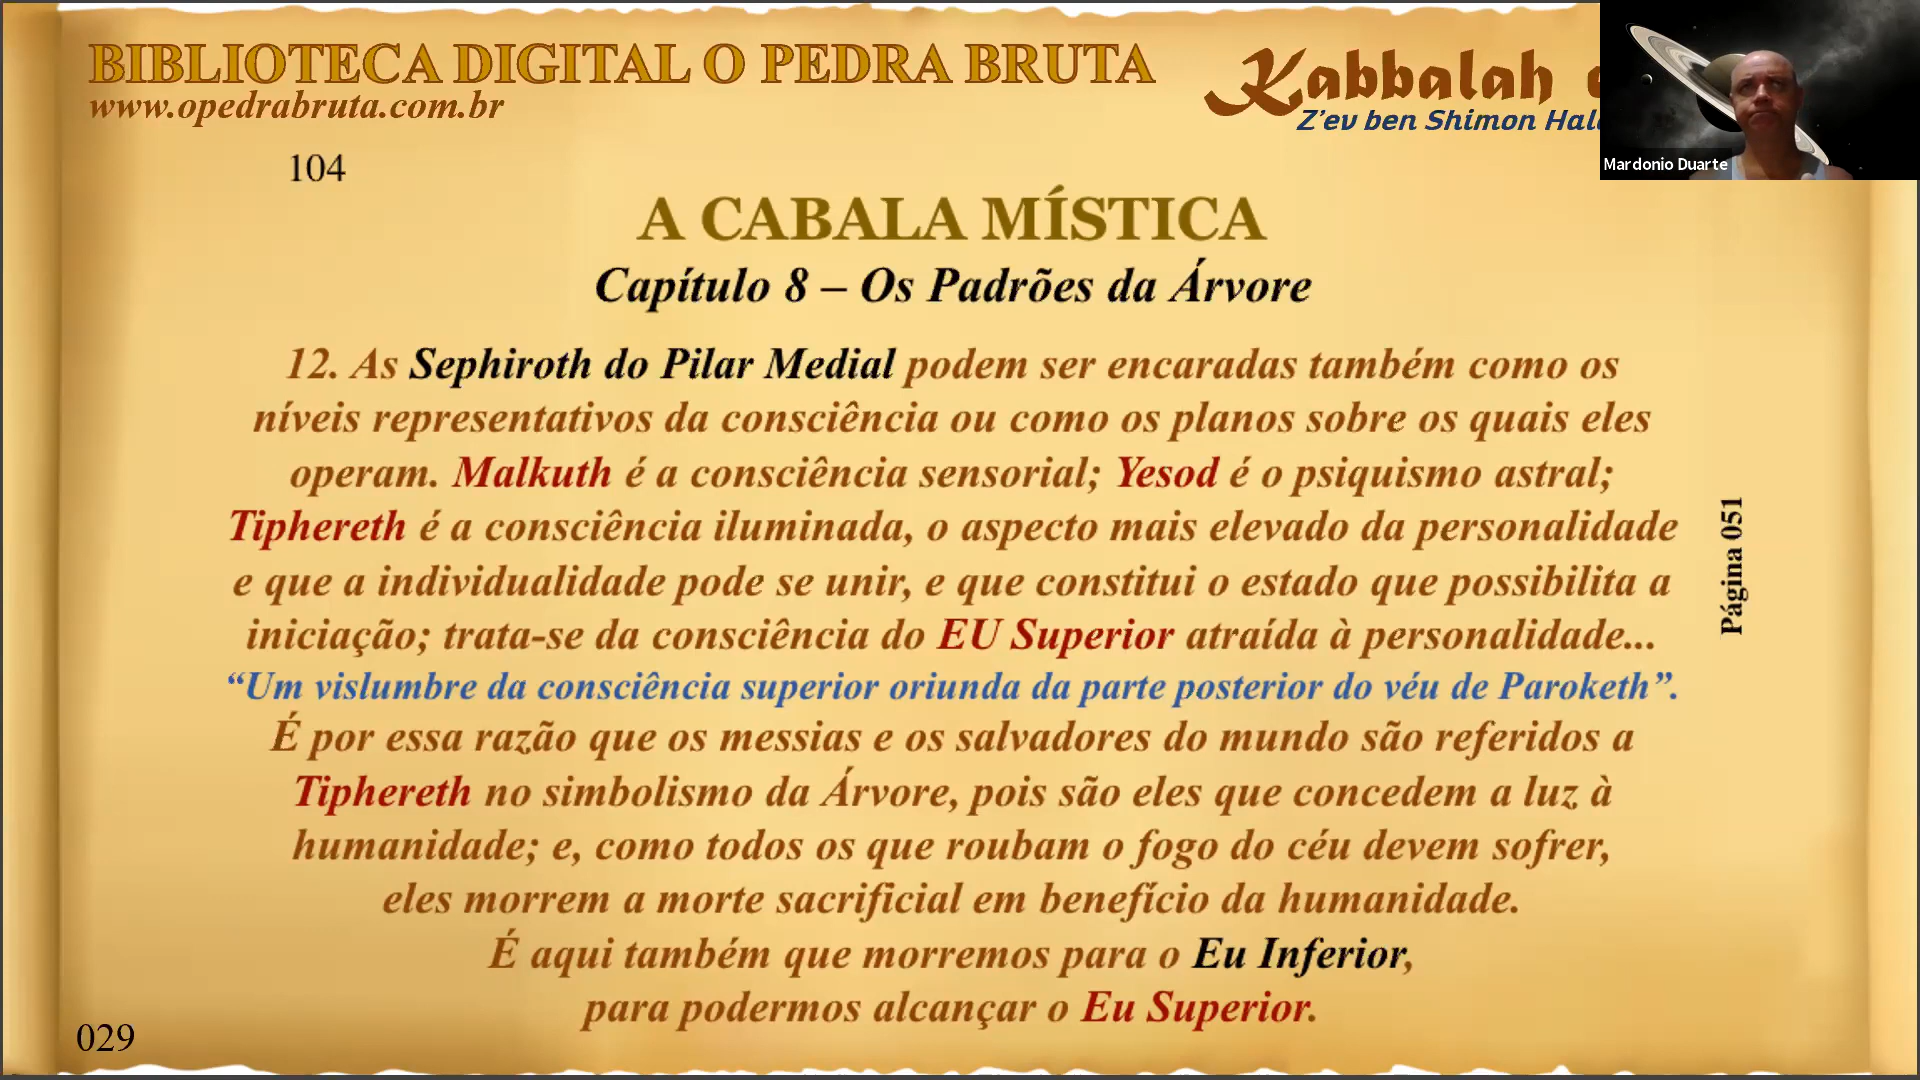 BIBLIOTECA DIGITAL O PEDRA BRUTA
www.opedrabruta.com.br
Kabbalah
Z'ev ben Shimon
Mardonio Duarte
104
A CABALA MÍSTICA
Capítulo 8 – Os Padrões da Árvore
12. As Sephiroth do Pilar Medial podem ser encaradas também como os
níveis representativos da consciência ou como os planos sobre os quais eles
operam. Malkuth é a consciência sensorial; Yesod é o psiquismo astral;
Tiphereth é a consciência iluminada, o aspecto mais elevado da personalidade
e que a individualidade pode se unir, e que constitui o estado que possibilita a
iniciação; trata-se da consciência do EU Superior atraída à personalidade...
“Um vislumbre da consciência superior oriunda da parte posterior do véu de Paroketh”.
É por essa razão que os messias e os salvadores do mundo são referidos a
Tiphereth no simbolismo da Árvore, pois são eles que concedem a luz à
humanidade; e, como todos os que roubam o fogo do céu devem sofrer,
eles morrem a morte sacrificial em benefício da humanidade.
É aqui também que morremos para o Eu Inferior,
para podermos alcançar o Eu Superior.
Página 051
029